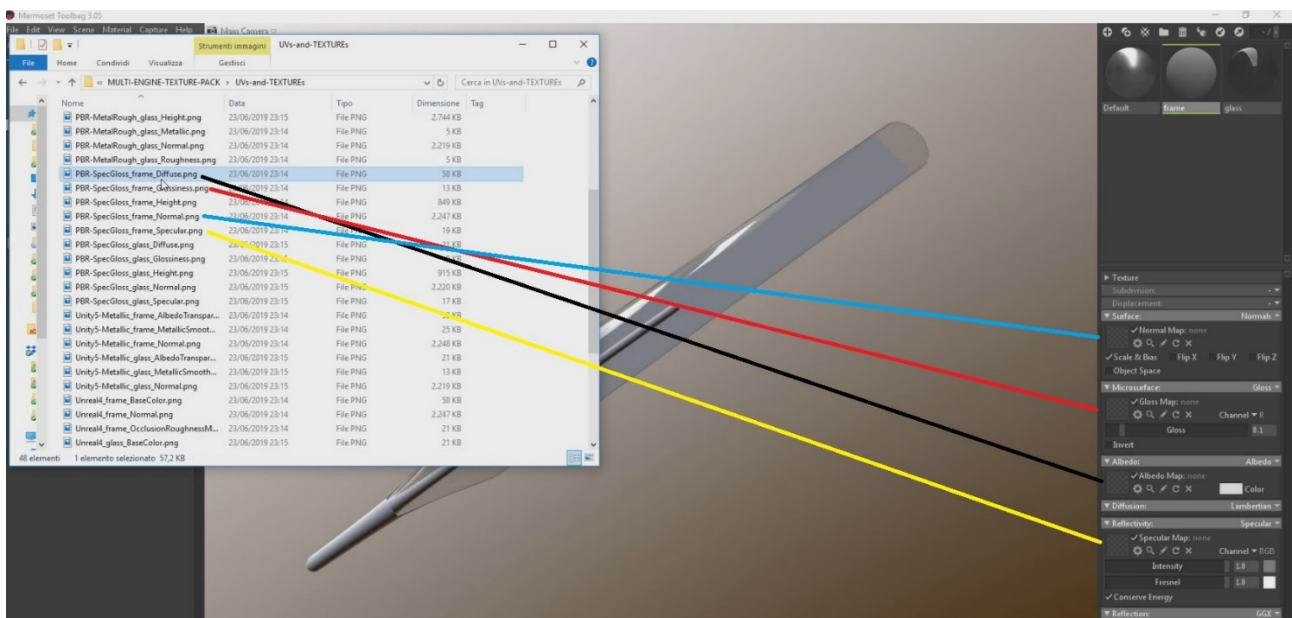 Marmoset Toolbag 3.05
File Edit View Scene Material Capture Help Main Camera
Strumenti immagini UVs-and-TEXTUREs
File Home Condividi Visualizza Gestisci
« MULTI-ENGINE-TEXTURE-PACK › UVs-and-TEXTUREs Cerca in UVs-and-TEXTUREs
Nome Data Tipo Dimensione Tag
PBR-MetalRough_glass_Height.png 23/06/2019 23:15 File PNG 2.744 KB
PBR-MetalRough_glass_Metallic.png 23/06/2019 23:14 File PNG 5 KB
PBR-MetalRough_glass_Normal.png 23/06/2019 23:14 File PNG 2.219 KB
PBR-MetalRough_glass_Roughness.png 23/06/2019 23:14 File PNG 5 KB
PBR-SpecGloss_frame_Diffuse.png 23/06/2019 23:14 File PNG 58 KB
PBR-SpecGloss_frame_Glossiness.png 23:14 File PNG 13 KB
PBR-SpecGloss_frame_Height.png 23/06/2019 23:14 File PNG 849 KB
PBR-SpecGloss_frame_Normal.png 23/06/2019 23:14 File PNG 2.247 KB
PBR-SpecGloss_frame_Specular.png 23/06/2019 23:14 File PNG 19 KB
PBR-SpecGloss_glass_Diffuse.png 23/06/2019 23:15 File PNG 21 KB
PBR-SpecGloss_glass_Glossiness.png 23/06/2019 23:15 File PNG KB
PBR-SpecGloss_glass_Height.png 23/06/2019 23:15 File PNG 915 KB
PBR-SpecGloss_glass_Normal.png 23/06/2019 23:15 File PNG 2.220 KB
PBR-SpecGloss_glass_Specular.png 23/06/2019 23:15 File PNG 17 KB
Unity5-Metallic_frame_AlbedoTranspar... 23/06/2019 23:14 File PNG KB
Unity5-Metallic_frame_MetallicSmoot... 23/06/2019 23:14 File PNG 25 KB
Unity5-Metallic_frame_Normal.png 23/06/2019 23:14 File PNG 2.248 KB
Unity5-Metallic_glass_AlbedoTranspar... 23/06/2019 23:15 File PNG 21 KB
Unity5-Metallic_glass_MetallicSmooth... 23/06/2019 23:15 File PNG 13 KB
Unity5-Metallic_glass_Normal.png 23/06/2019 23:15 File PNG 2.219 KB
Unreal4_frame_BaseColor.png 23/06/2019 23:14 File PNG 58 KB
Unreal4_frame_Normal.png 23/06/2019 23:14 File PNG 2.247 KB
Unreal4_frame_OcclusionRoughnessM... 23/06/2019 23:14 File PNG 21 KB
Unreal4_glass_BaseColor.png 23/06/2019 23:15 File PNG 21 KB
48 elementi 1 elemento selezionato 57,2 KB
Default frame glass
Texture
Subdivision:
Displacement:
Surface: Normals
Normal Map: none
Scale & Bias Flip X Flip Y Flip Z
Object Space
Microsurface: Gloss
Gloss Map: none
Channel R
Gloss 0.1
Invert
Albedo: Albedo
Albedo Map: none
Color
Diffusion: Lambertian
Reflectivity: Specular
Specular Map: none
Channel RGB
Intensity 1.0
Fresnel 1.0
Conserve Energy
Reflection: GGX